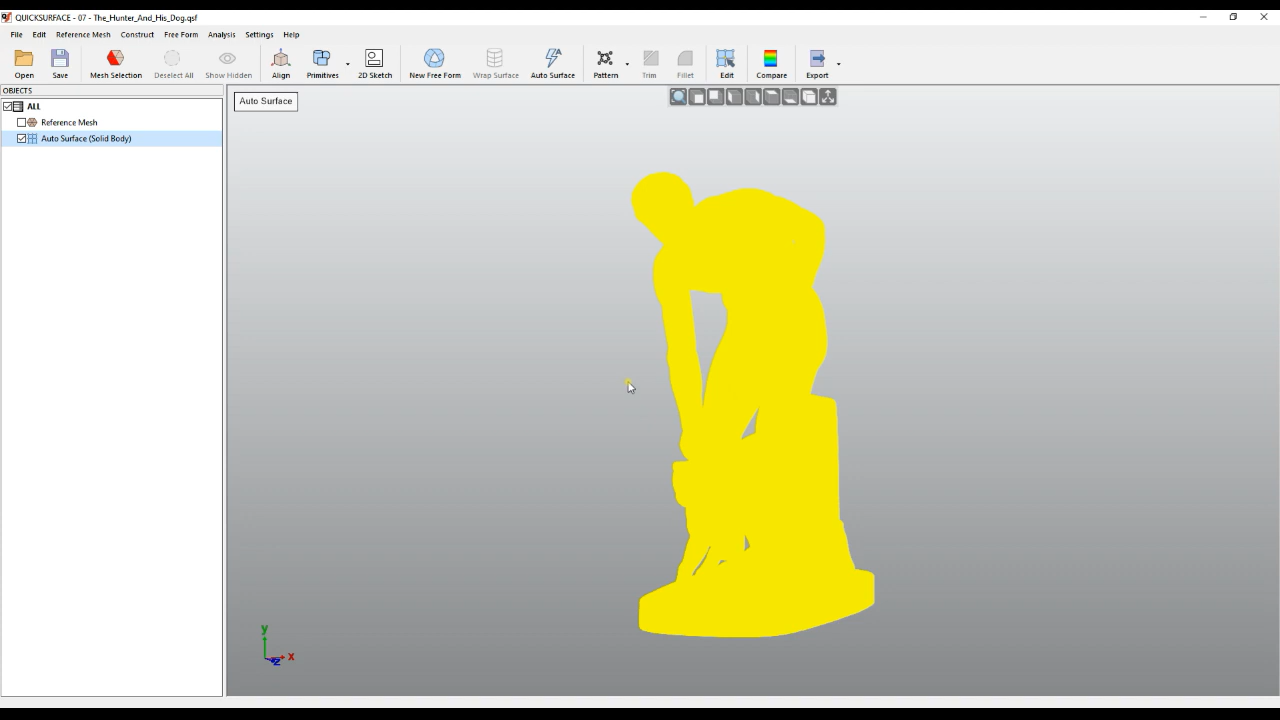 QUICKSURFACE - 07 - The_Hunter_And_His_Dog.qsf
File Edit Reference Mesh Construct Free Form Analysis Settings Help
Open Save Mesh Selection Deselect All Show Hidden Align Primitives 2D Sketch New Free Form Wrap Surface Auto Surface Pattern Trim Fillet Edit Compare Export
OBJECTS
ALL
Reference Mesh
Auto Surface (Solid Body)
Auto Surface
y
x
z